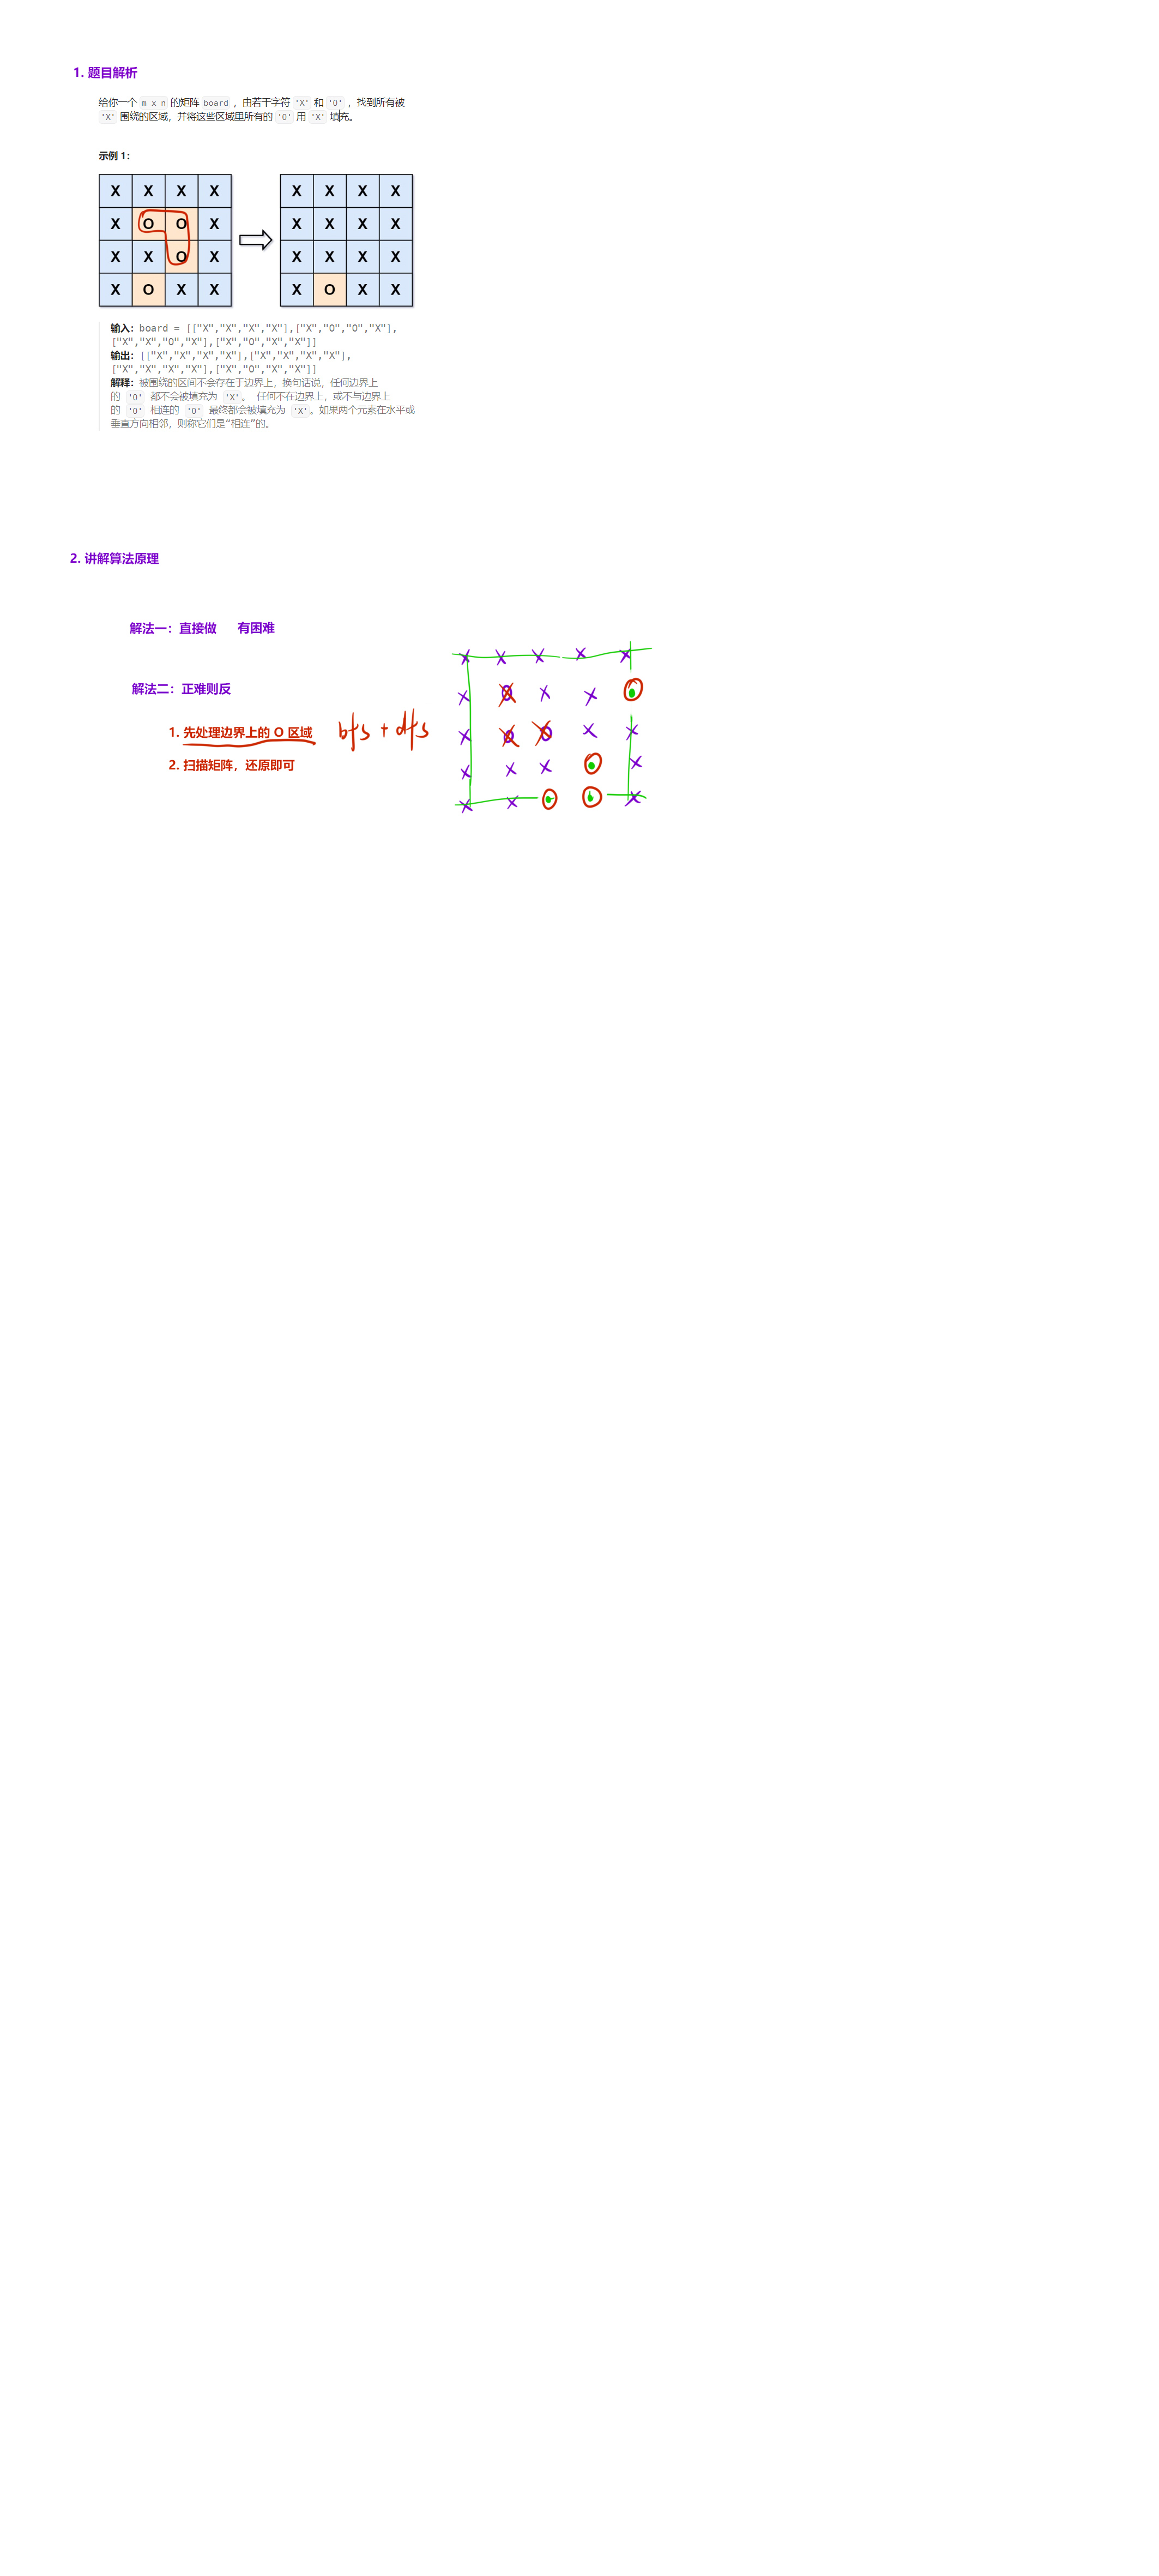 1. 题目解析
给你一个 m x n 的矩阵 board ，由若干字符 'X' 和 'O' ，找到所有被
'X' 围绕的区域，并将这些区域里所有的 'O' 用 'X' 填充。
示例 1：
X X X X X X X X
X O O X X X X X
X X O X X X X X
X O X X X O X X
输入：board = [["X","X","X","X"],["X","O","O","X"],
["X","X","O","X"],["X","O","X","X"]]
输出：[["X","X","X","X"],["X","X","X","X"],
["X","X","X","X"],["X","O","X","X"]]
解释：被围绕的区间不会存在于边界上，换句话说，任何边界上
的 'O' 都不会被填充为 'X'。 任何不在边界上，或不与边界上
的 'O' 相连的 'O' 最终都会被填充为 'X'。如果两个元素在水平或
垂直方向相邻，则称它们是“相连”的。
2. 讲解算法原理
解法一：直接做 有困难
解法二：正难则反
1. 先处理边界上的 O 区域 bfs + dfs
2. 扫描矩阵，还原即可
X X X X X
X O X X O
X O O X X
X X X O X
X X O O X